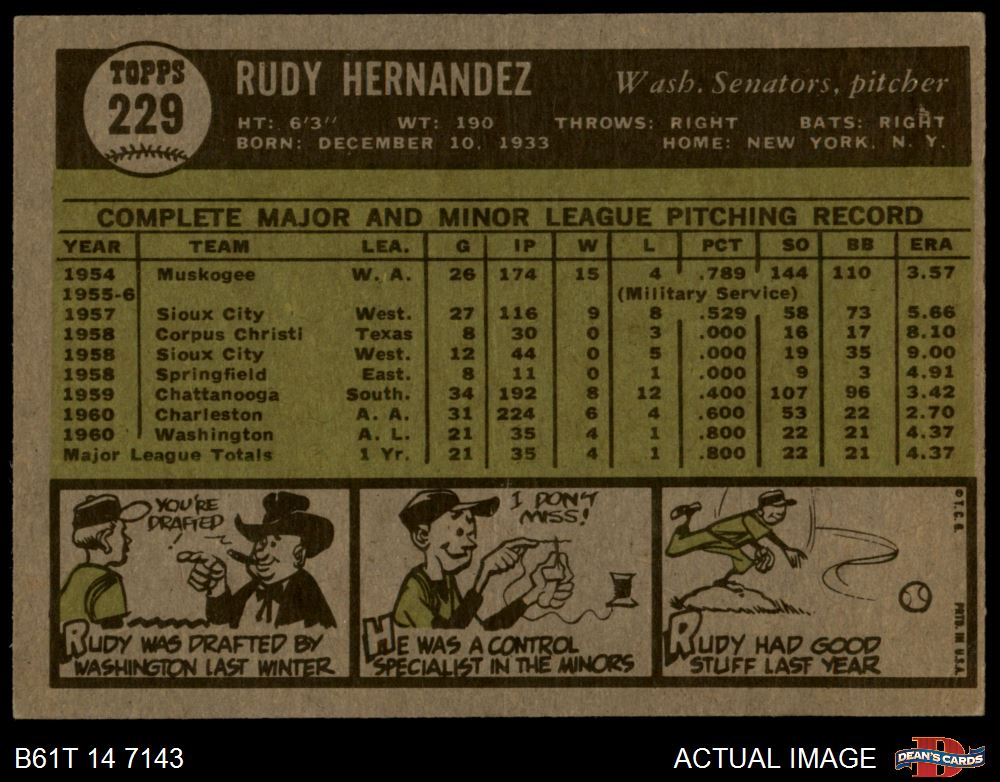 TOPPS
229
RUDY HERNANDEZ
Wash. Senators, pitcher
HT: 6'3" WT: 190 THROWS: RIGHT BATS: RIGHT
BORN: DECEMBER 10, 1933 HOME: NEW YORK, N. Y.
COMPLETE MAJOR AND MINOR LEAGUE PITCHING RECORD
YEAR TEAM LEA. G IP W L PCT SO BB ERA
1954 Muskogee W. A. 26 174 15 4 .789 144 110 3.57
1955-6 (Military Service)
1957 Sioux City West. 27 116 9 8 .529 58 73 5.66
1958 Corpus Christi Texas 8 30 0 3 .000 16 17 8.10
1958 Sioux City West. 12 44 0 5 .000 19 35 9.00
1958 Springfield East. 8 11 0 1 .000 9 3 4.91
1959 Chattanooga South. 34 192 8 12 .400 107 96 3.42
1960 Charleston A. A. 31 224 6 4 .600 53 22 2.70
1960 Washington A. L. 21 35 4 1 .800 22 21 4.37
Major League Totals 1 Yr. 21 35 4 1 .800 22 21 4.37
YOU'RE
DRAFTED
!
RUDY WAS DRAFTED BY
WASHINGTON LAST WINTER
I DON'T
MISS!
HE WAS A CONTROL
SPECIALIST IN THE MINORS
RUDY HAD GOOD
STUFF LAST YEAR
© T. C. G.
PRTD. IN U.S.A.
B61T 14 7143
ACTUAL IMAGE
D
DEAN'S CARDS